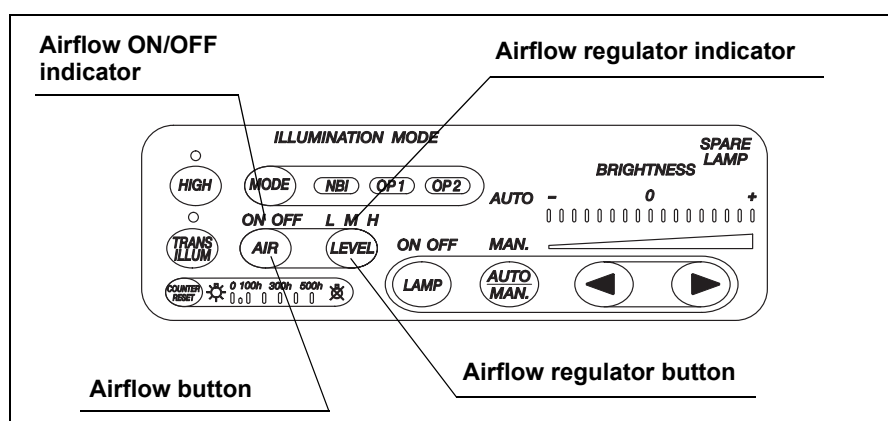 Airflow ON/OFF
indicator
Airflow regulator indicator
ILLUMINATION MODE
SPARE
LAMP
BRIGHTNESS
HIGH
MODE
NBI
OP1
OP2
AUTO
-
0
+
ON OFF
L M H
TRANS
ILLUM
AIR
LEVEL
ON OFF
MAN.
LAMP
AUTO
MAN.
COUNTER
RESET
0 100h 300h 500h
Airflow button
Airflow regulator button